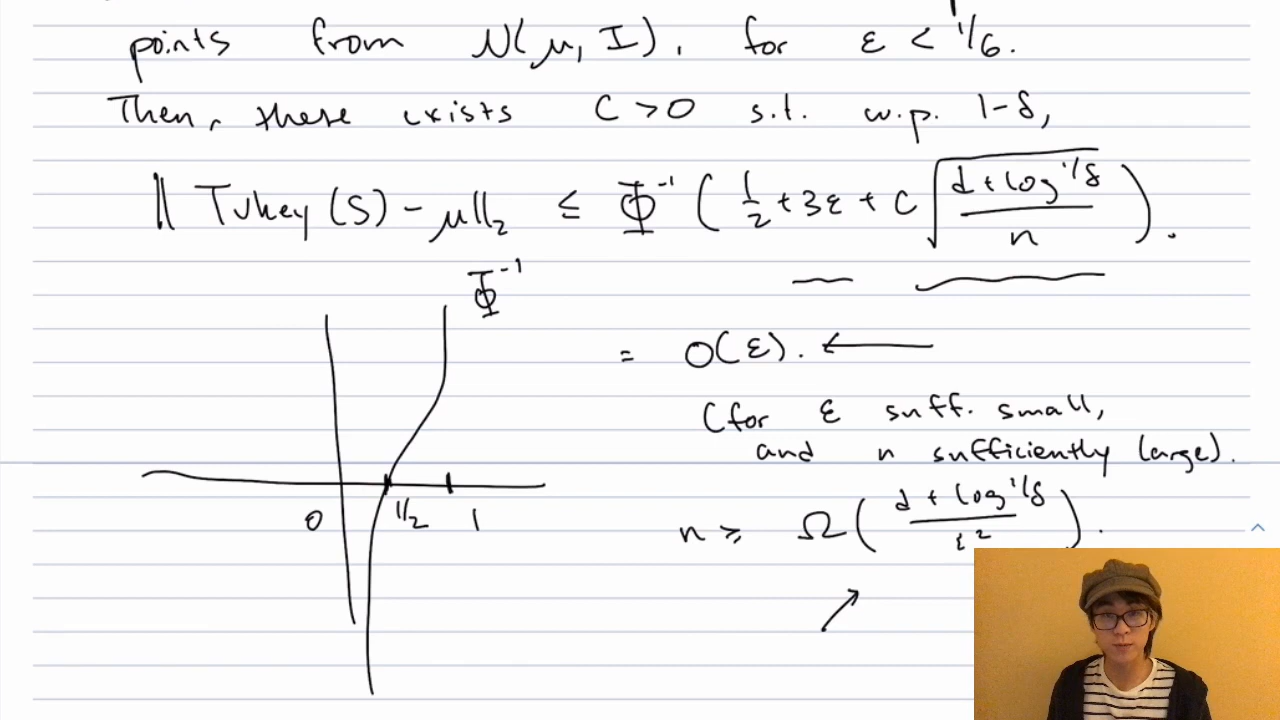 points from N(μ, I), for ε < 1/6.
Then, there exists C > 0 s.t. w.p. 1-δ,
|| Tukey(S) - μ||₂ ≤ Φ⁻¹ ( 1/2 + 3ε + C √((d + log 1/δ)/n) ).
Φ⁻¹
= O(ε). ←
(for ε suff. small,
and n sufficiently large).
0 1/2 1
n ≥ Ω( (d + log 1/δ)/ε² ).